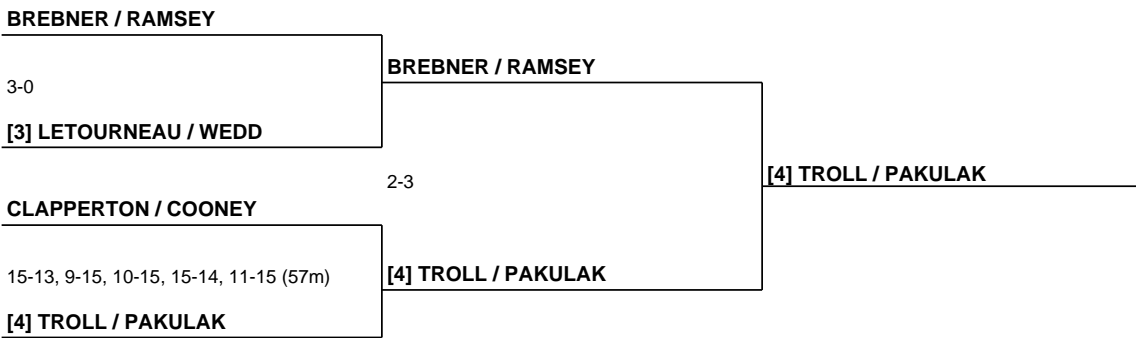 BREBNER / RAMSEY
3-0
[3] LETOURNEAU / WEDD
BREBNER / RAMSEY
2-3
[4] TROLL / PAKULAK
CLAPPERTON / COONEY
15-13, 9-15, 10-15, 15-14, 11-15 (57m)
[4] TROLL / PAKULAK
[4] TROLL / PAKULAK